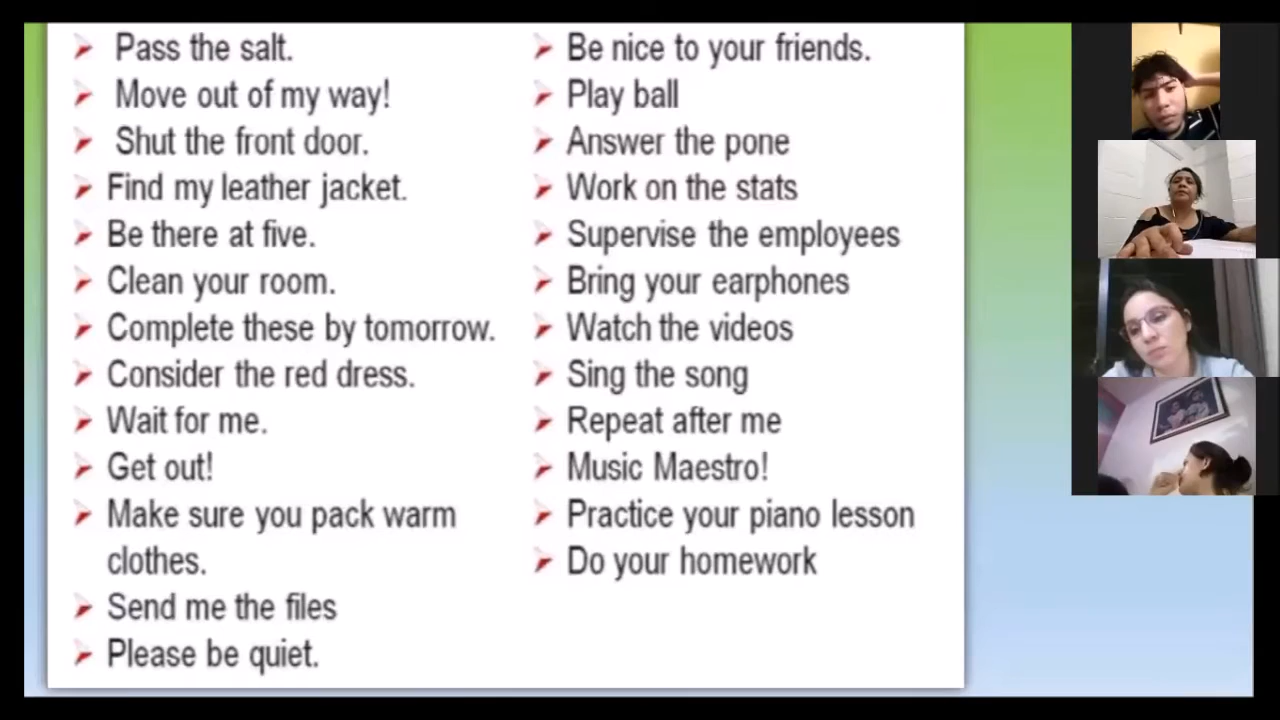 Pass the salt.
Move out of my way!
Shut the front door.
Find my leather jacket.
Be there at five.
Clean your room.
Complete these by tomorrow.
Consider the red dress.
Wait for me.
Get out!
Make sure you pack warm
clothes.
Send me the files
Please be quiet.
Be nice to your friends.
Play ball
Answer the pone
Work on the stats
Supervise the employees
Bring your earphones
Watch the videos
Sing the song
Repeat after me
Music Maestro!
Practice your piano lesson
Do your homework